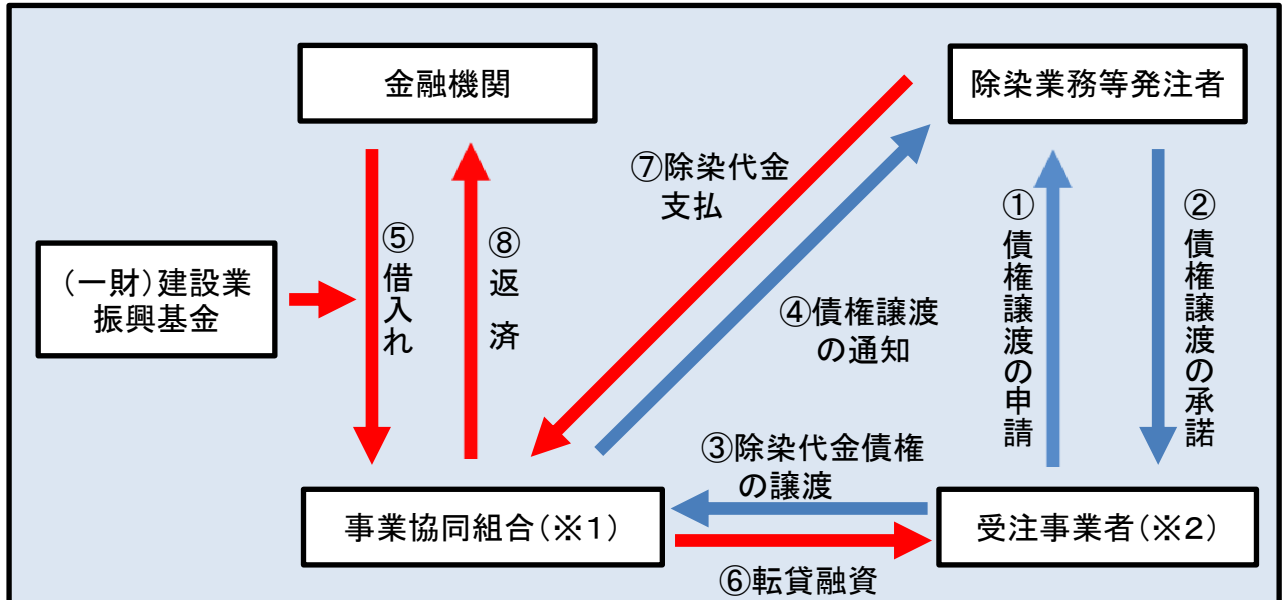 金融機関
除染業務等発注者
⑦除染代金
支払
①債権譲渡の申請
②債権譲渡の承諾
⑤借入れ
⑧返済
(一財)建設業
振興基金
④債権譲渡
の通知
③除染代金債権
の譲渡
事業協同組合(※1)
受注事業者(※2)
⑥転貸融資